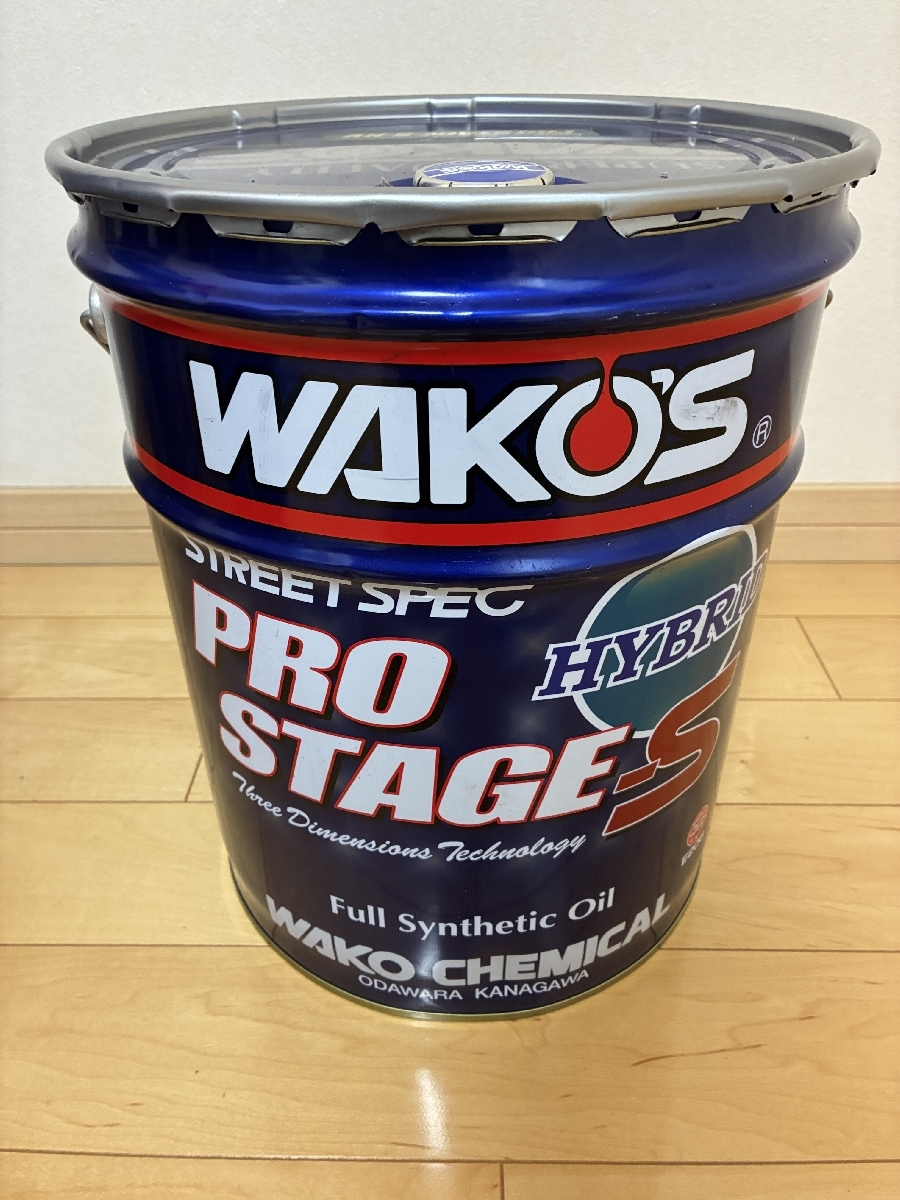 WAKO'S ®
STREET SPEC
HYBRID
PRO
STAGE-S
Three Dimensions Technology
Full Synthetic Oil
WAKO CHEMICAL
ODAWARA KANAGAWA